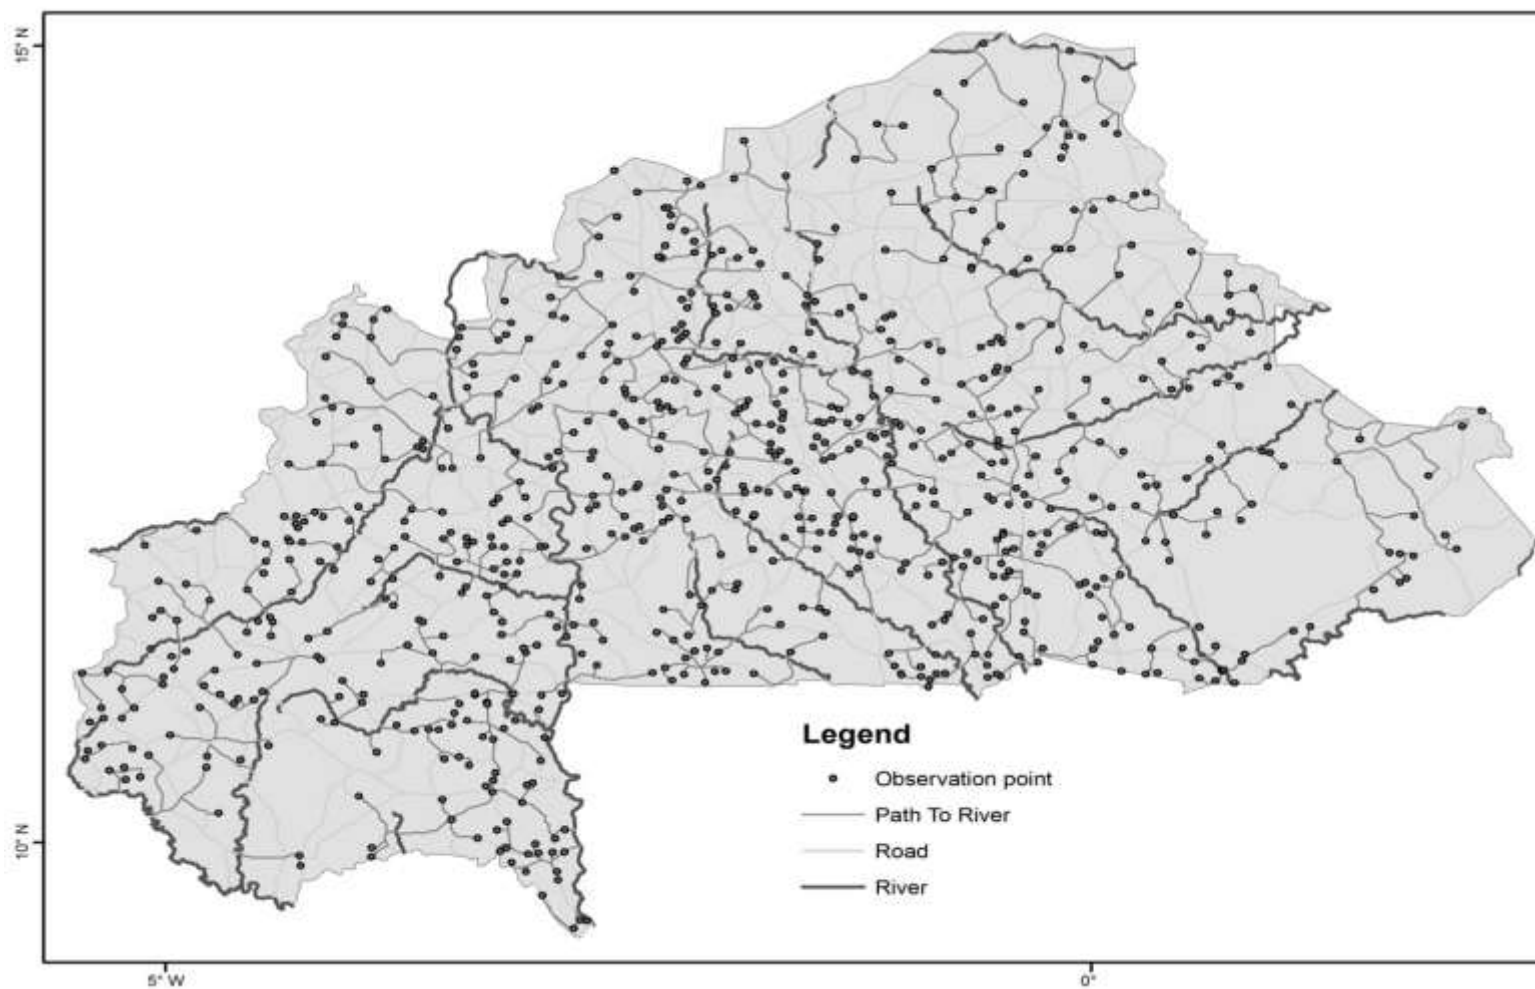 15° N
10° N
Legend
Observation point
Path To River
Road
River
5° W
0°